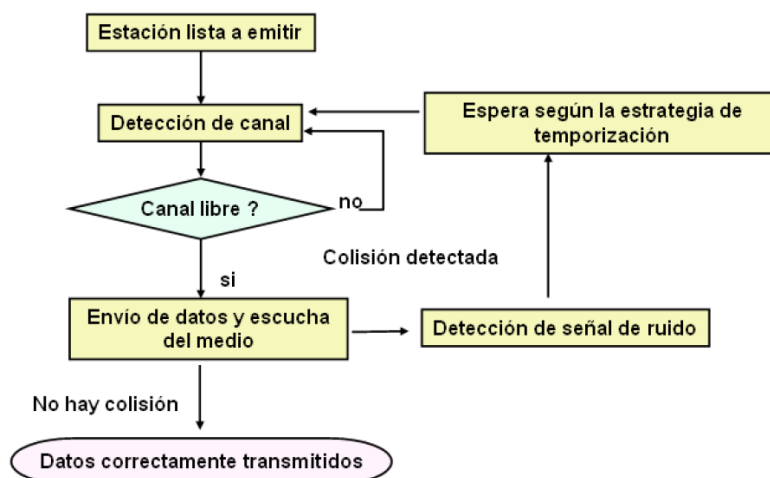 Estación lista a emitir
Detección de canal
Espera según la estrategia de
temporización
Canal libre ?
no
Colisión detectada
si
Envío de datos y escucha
del medio
Detección de señal de ruido
No hay colisión
Datos correctamente transmitidos